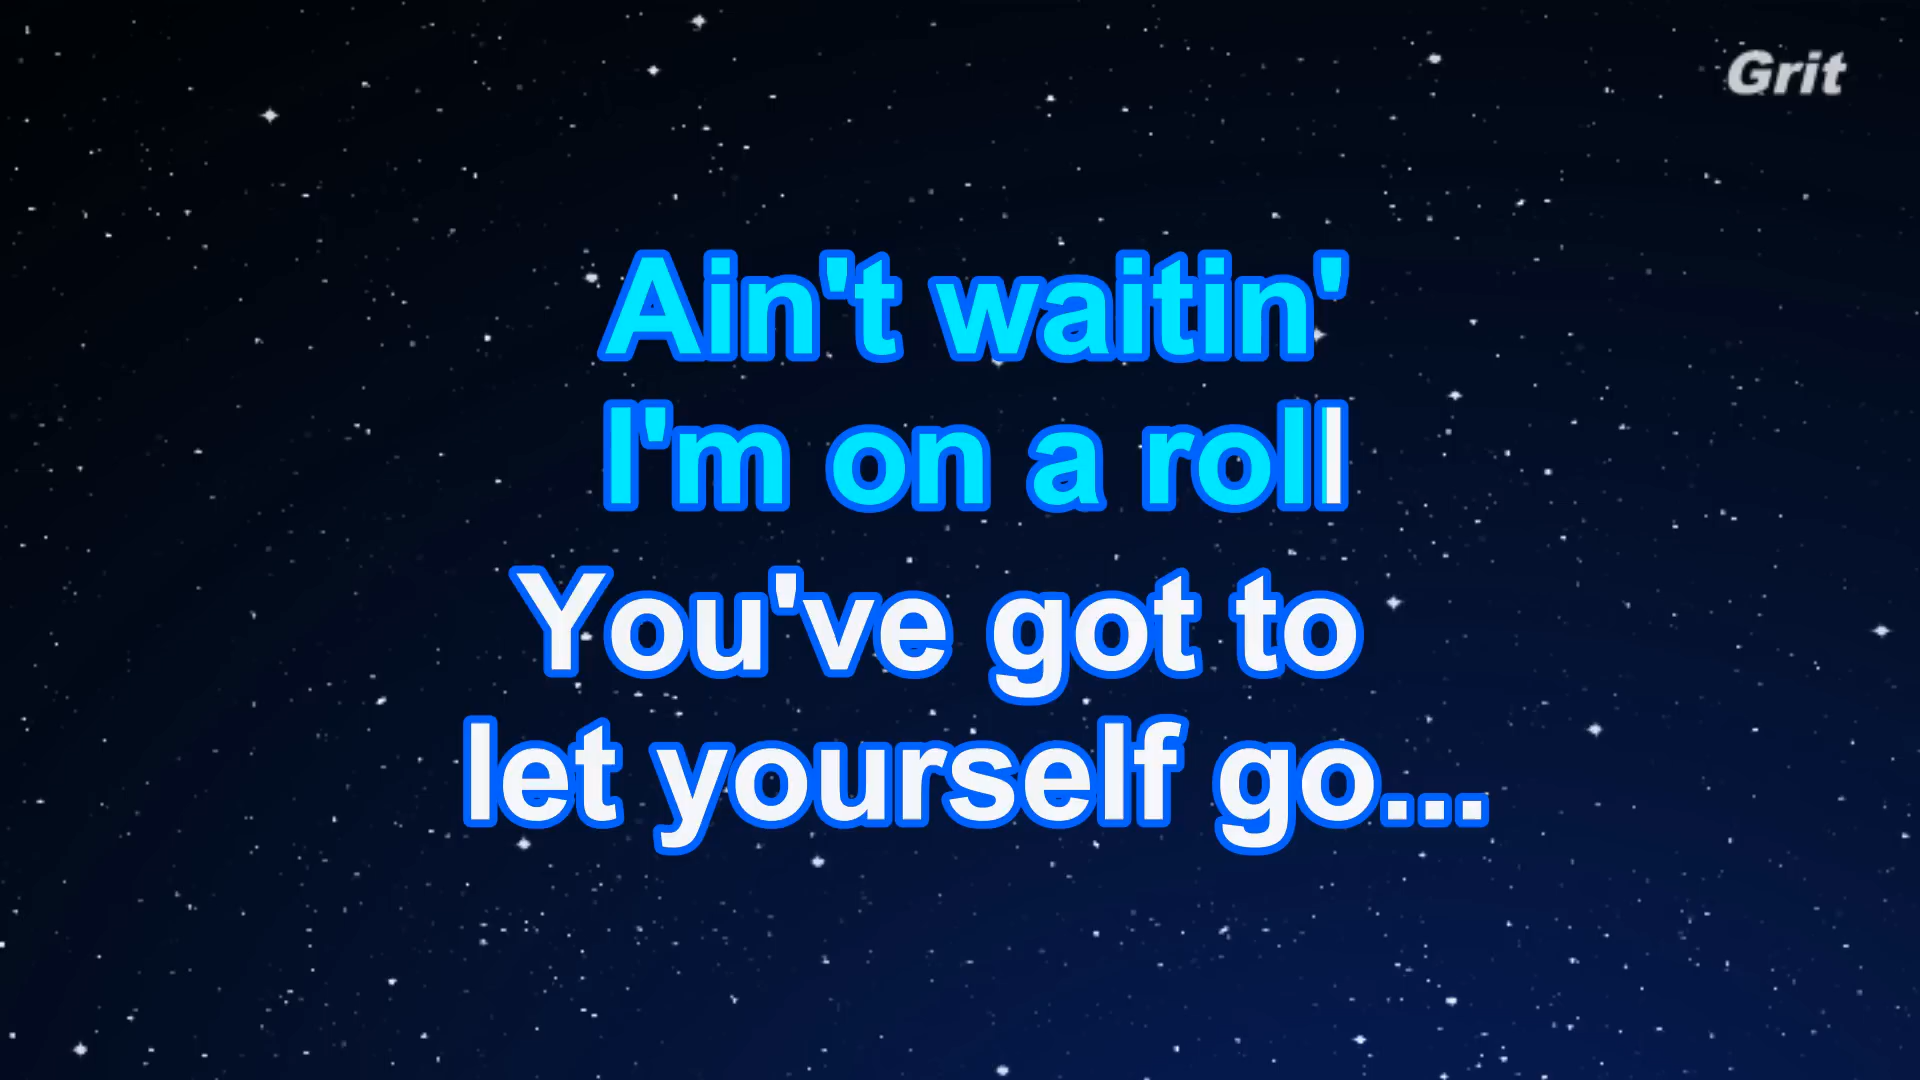 Grit
Ain't waitin'
I'm on a roll
You've got to
let yourself go...